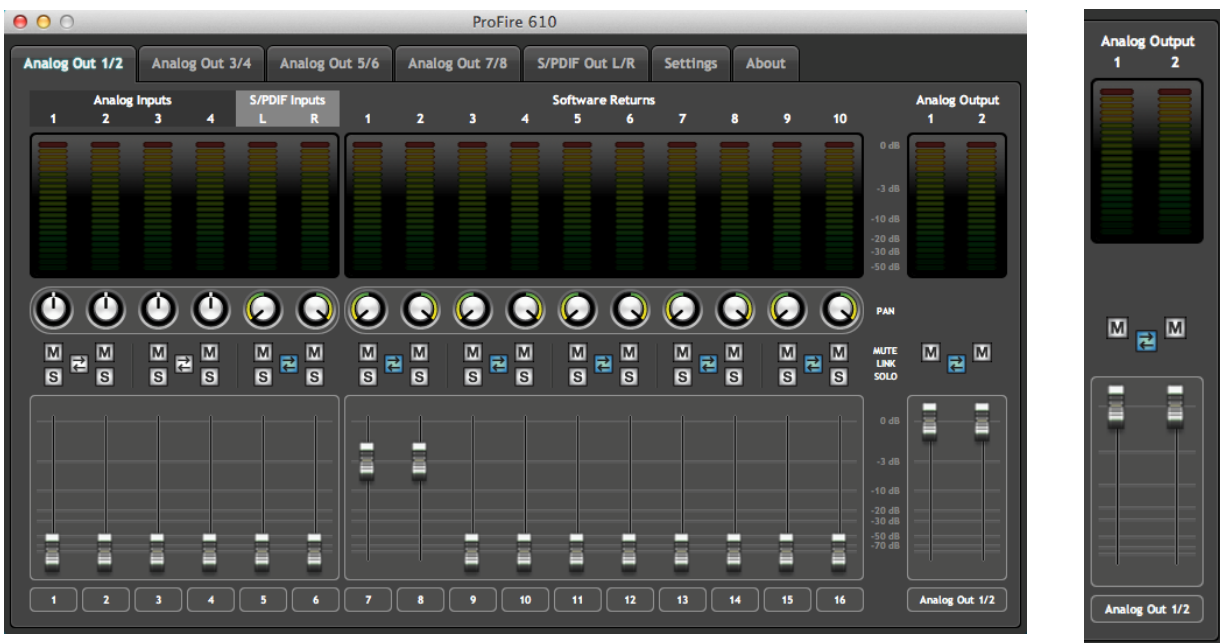 ProFire 610
Analog Out 1/2 Analog Out 3/4 Analog Out 5/6 Analog Out 7/8 S/PDIF Out L/R Settings About
Analog Inputs S/PDIF Inputs Software Returns Analog Output
1 2 3 4 L R 1 2 3 4 5 6 7 8 9 10 1 2
0 dB
-3 dB
-10 dB
-20 dB
-30 dB
-50 dB
PAN
M M M M M M M M M M M M M M M M MUTE M M
LINK
S S S S S S S S S S S S S S S S SOLO
0 dB
-3 dB
-10 dB
-20 dB
-30 dB
-50 dB
-70 dB
1 2 3 4 5 6 7 8 9 10 11 12 13 14 15 16 Analog Out 1/2
Analog Output
1 2
M M
Analog Out 1/2